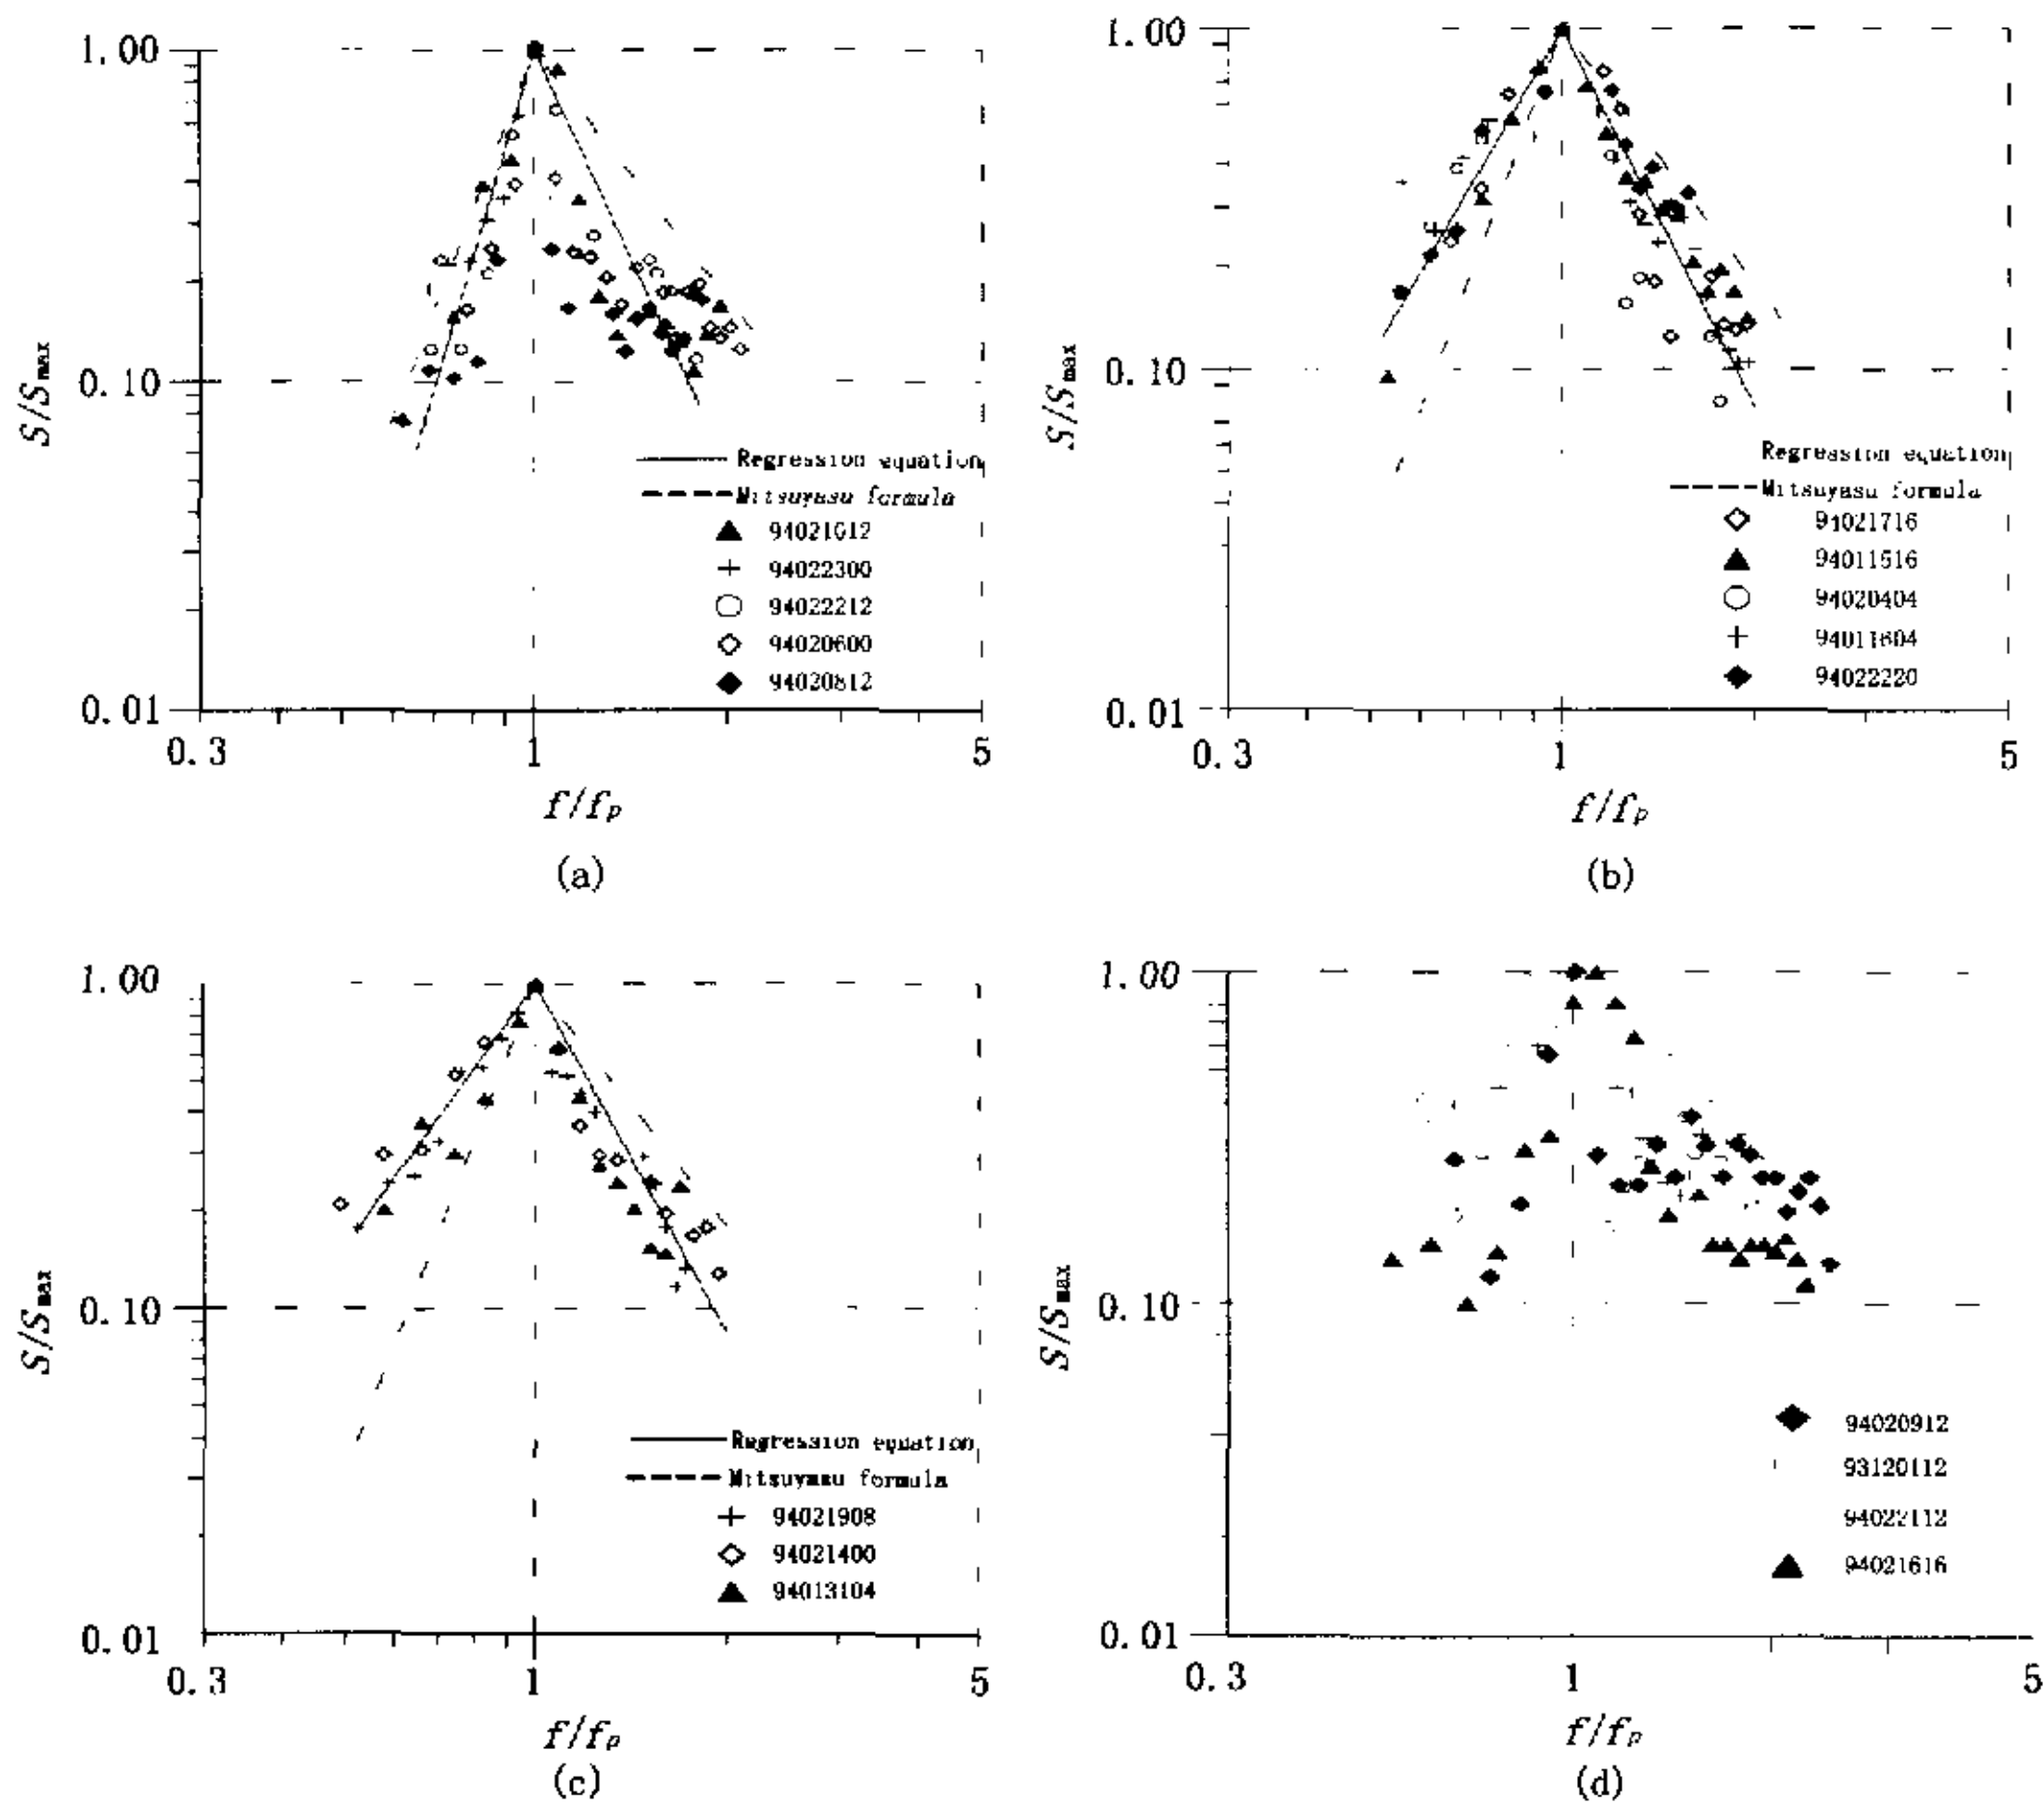 1.00
0.10
0.01
S/Smax
0.3 1 5
f/fp
(a)
Regression equation
Mitsuyasu formula
94021612
94022300
94022212
94020600
94020812
1.00
0.10
0.01
S/Smax
0.3 1 5
f/fp
(b)
Regression equation
Mitsuyasu formula
94021716
94011516
94020404
94011604
94022220
1.00
0.10
0.01
S/Smax
0.3 1 5
f/fp
(c)
Regression equation
Mitsuyasu formula
94021908
94021400
94013104
1.00
0.10
0.01
S/Smax
0.3 1 5
f/fp
(d)
94020912
93120112
94022112
94021616